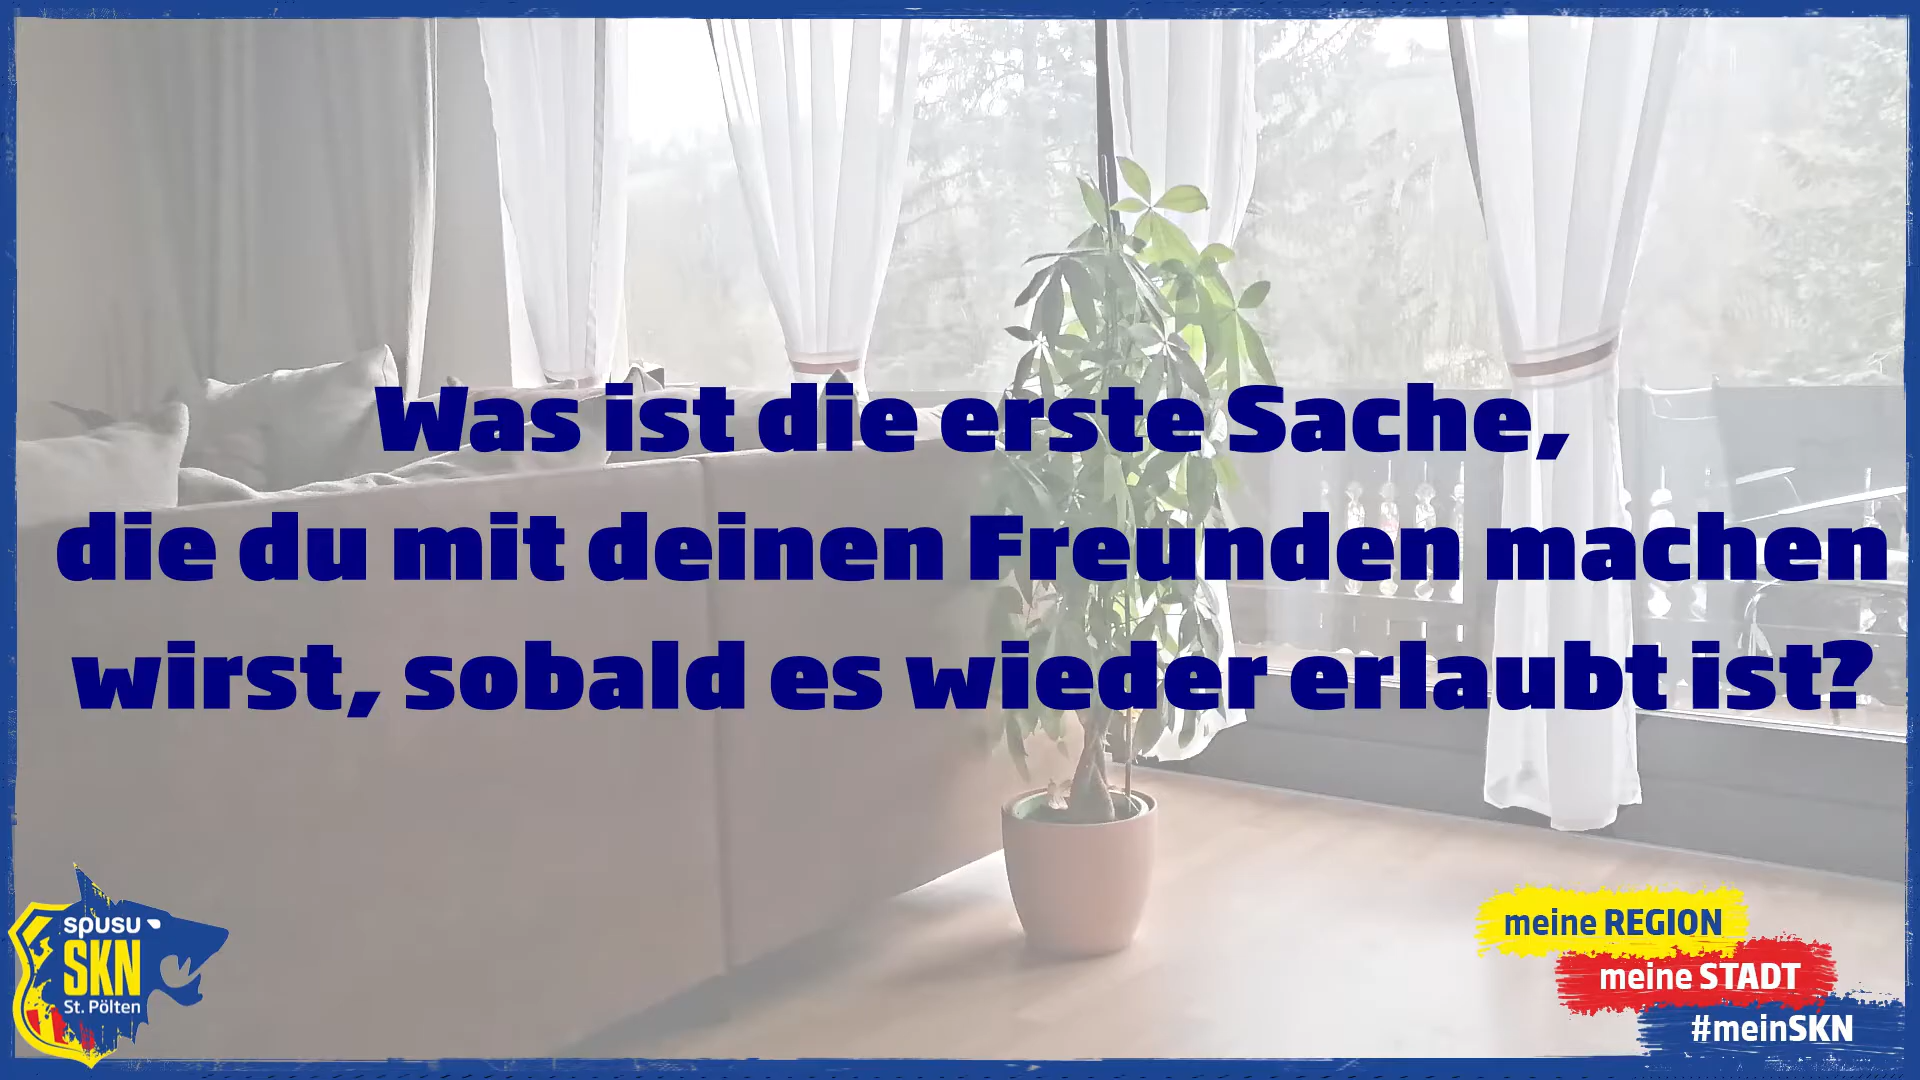 Was ist die erste Sache,
die du mit deinen Freunden machen
wirst, sobald es wieder erlaubt ist?
spusu
SKN
St. Pölten
meine REGION
meine STADT
#meinSKN